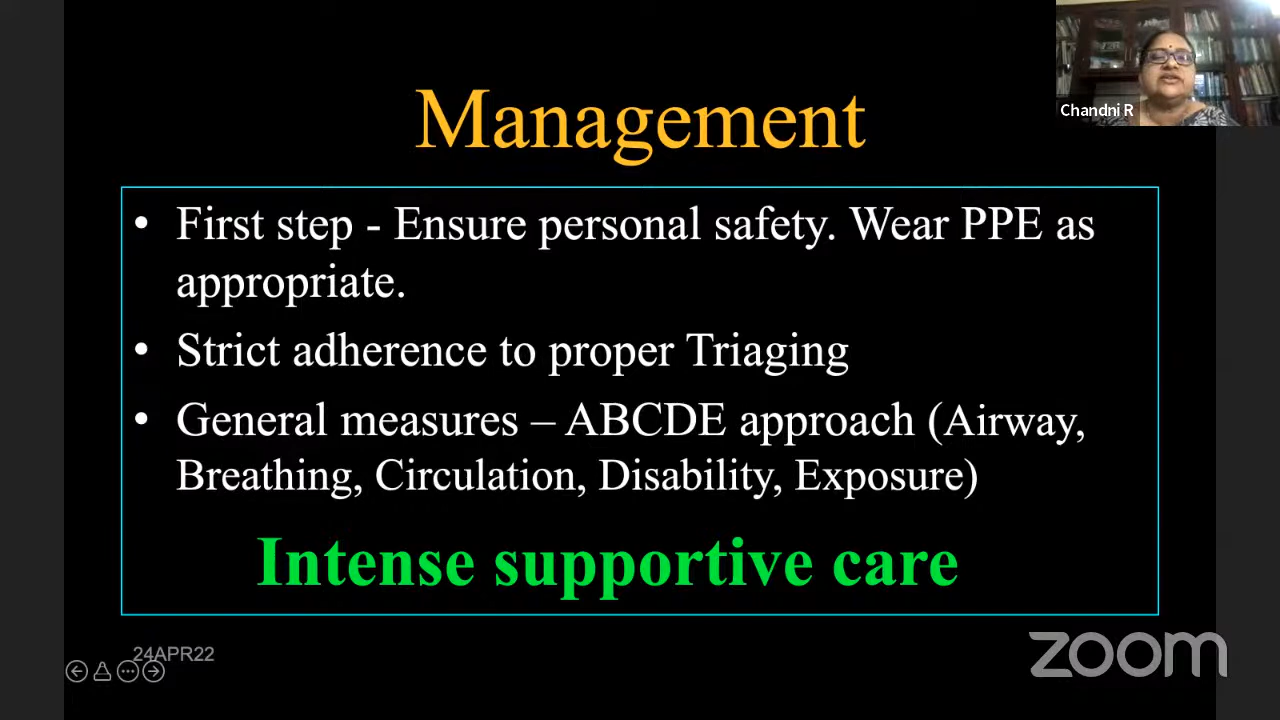 Chandni R
Management
• First step - Ensure personal safety. Wear PPE as
appropriate.
• Strict adherence to proper Triaging
• General measures – ABCDE approach (Airway,
Breathing, Circulation, Disability, Exposure)
Intense supportive care
24APR22
zoom